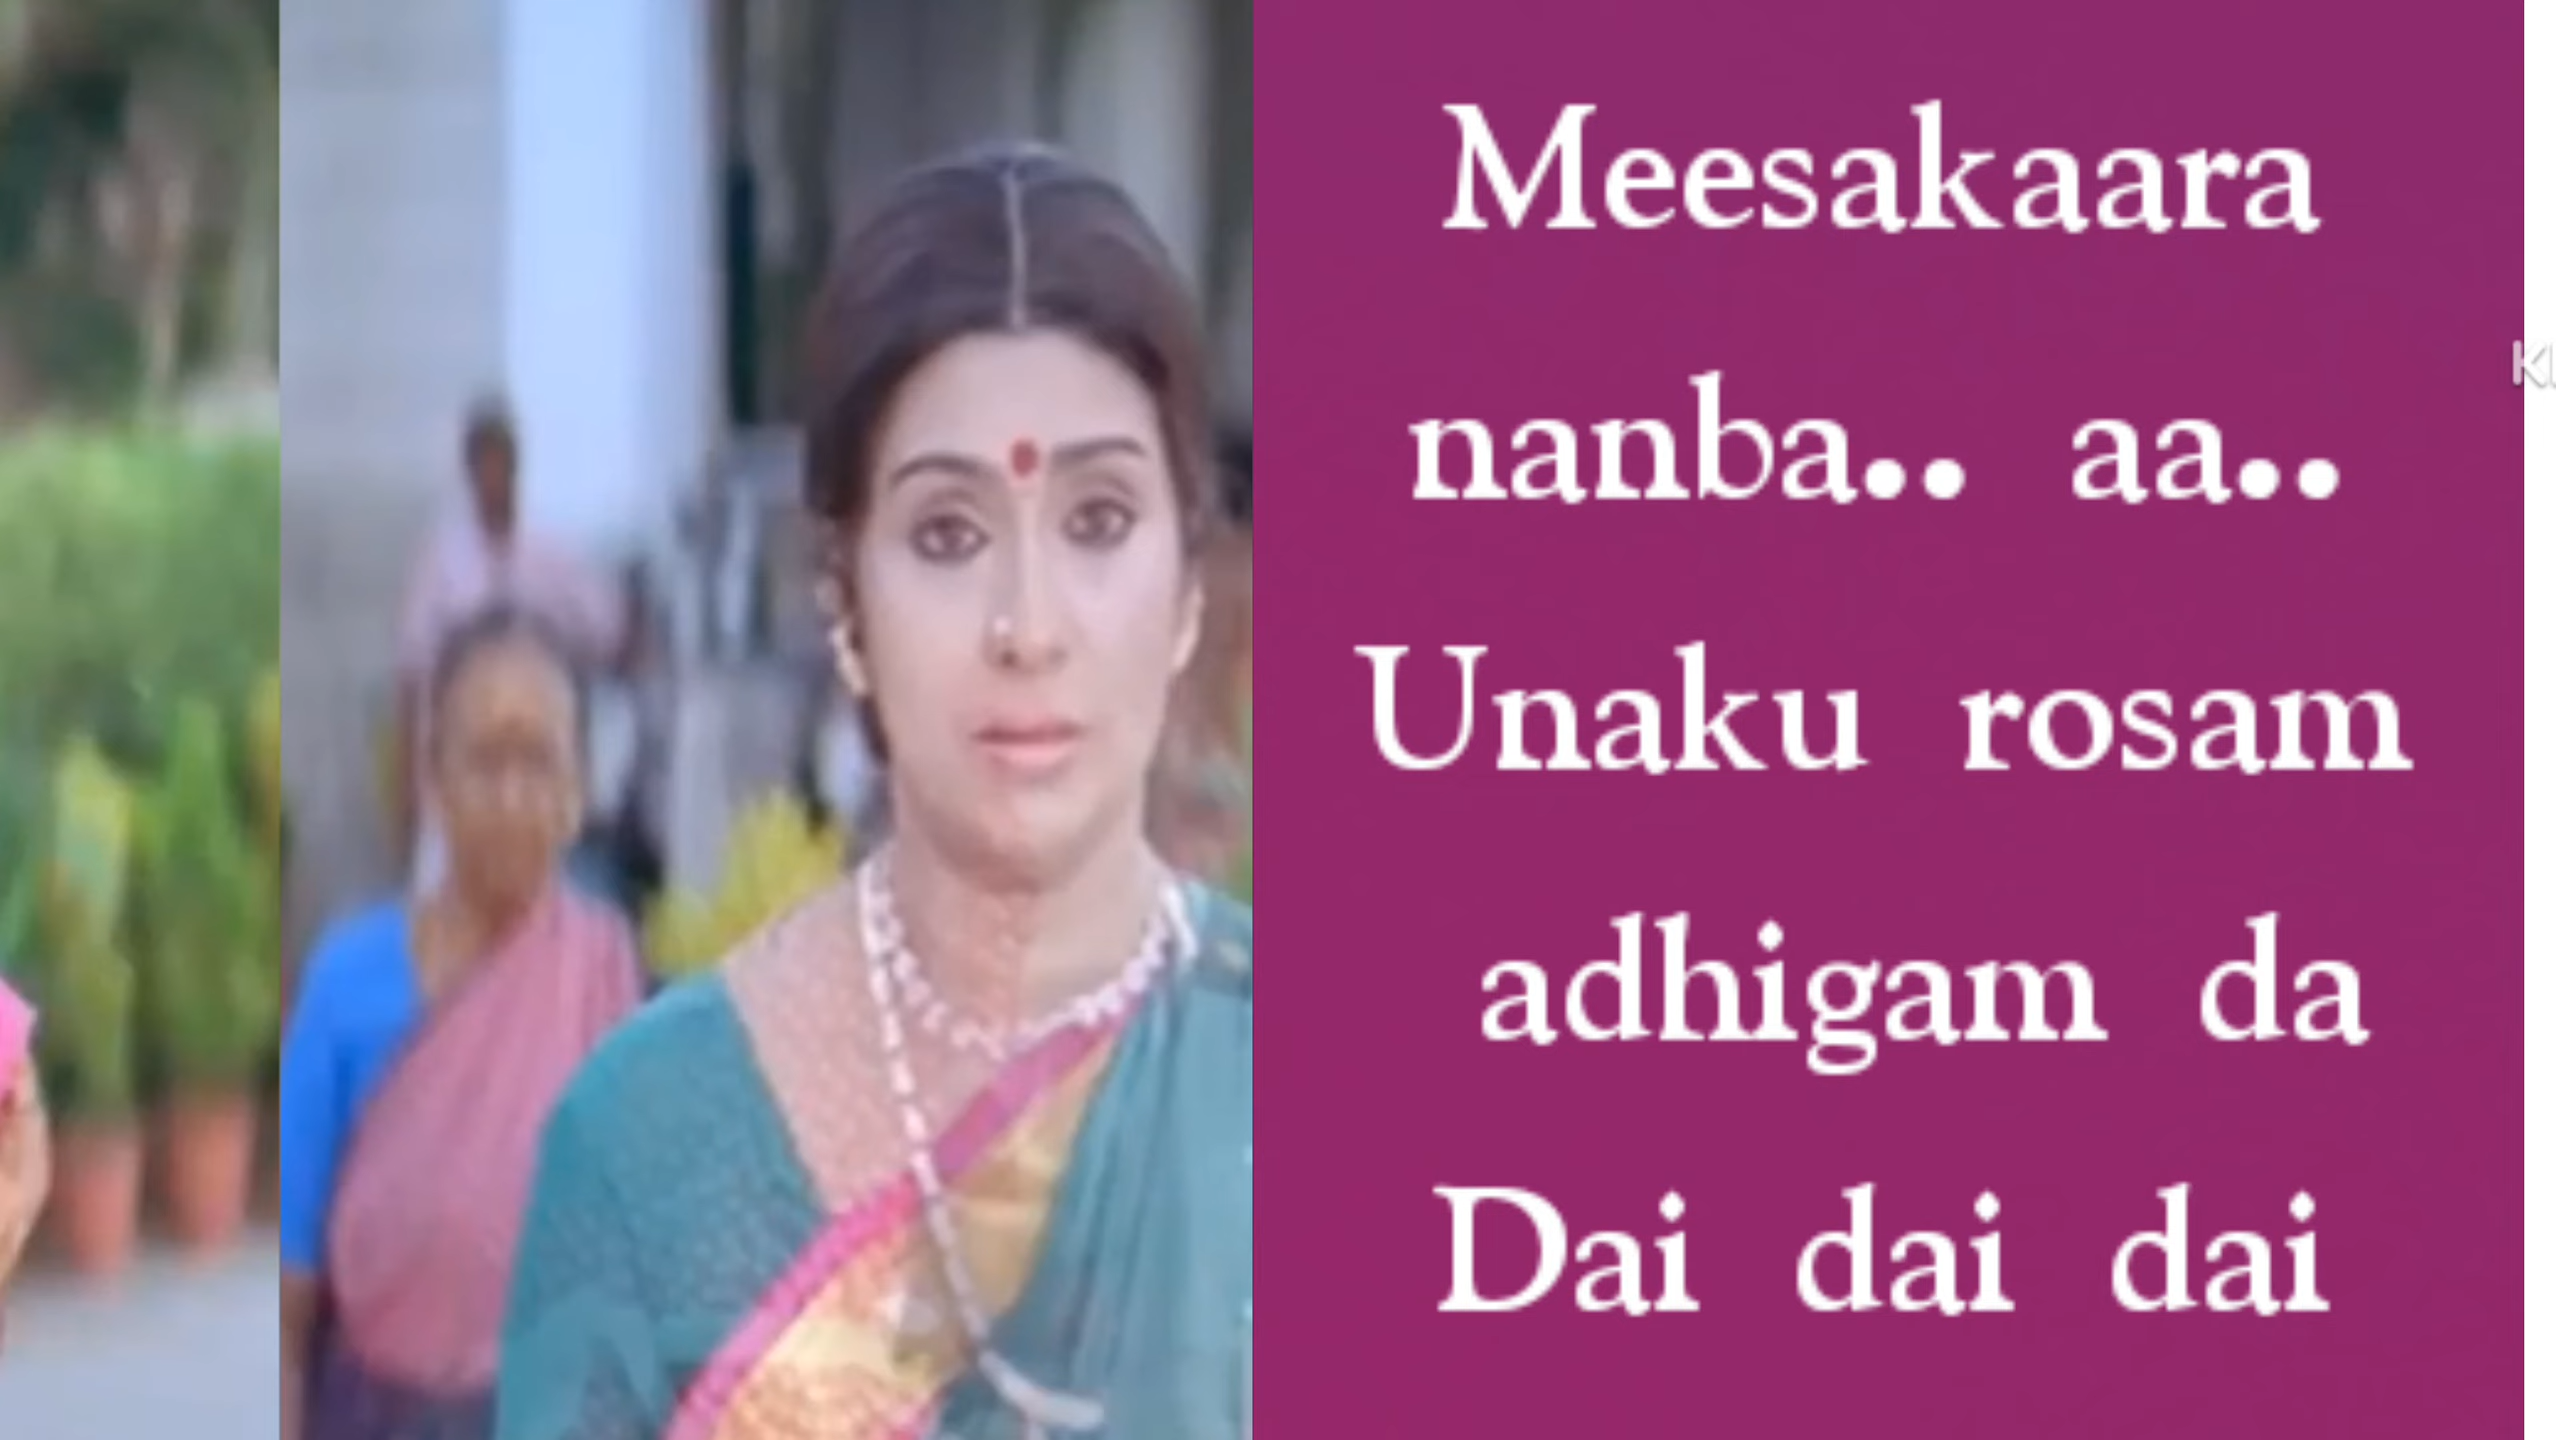 Meesakaara
nanba.. aa..
Unaku rosam
adhigam da
Dai dai dai